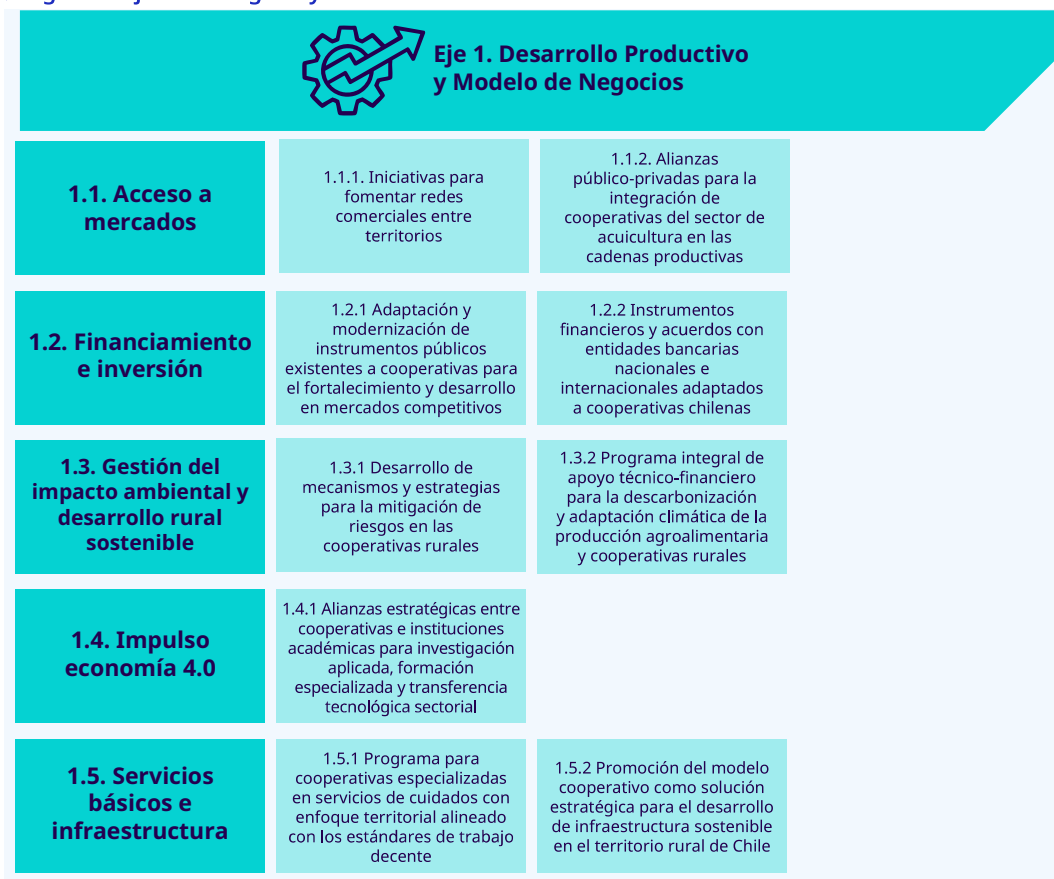 Eje 1. Desarrollo Productivo
y Modelo de Negocios
1.1. Acceso a
mercados
1.1.1. Iniciativas para
fomentar redes
comerciales entre
territorios
1.1.2. Alianzas
público-privadas para la
integración de
cooperativas del sector de
acuicultura en las
cadenas productivas
1.2. Financiamiento
e inversión
1.2.1 Adaptación y
modernización de
instrumentos públicos
existentes a cooperativas para
el fortalecimiento y desarrollo
en mercados competitivos
1.2.2 Instrumentos
financieros y acuerdos con
entidades bancarias
nacionales e
internacionales adaptados
a cooperativas chilenas
1.3. Gestión del
impacto ambiental y
desarrollo rural
sostenible
1.3.1 Desarrollo de
mecanismos y estrategias
para la mitigación de
riesgos en las
cooperativas rurales
1.3.2 Programa integral de
apoyo técnico-financiero
para la descarbonización
y adaptación climática de la
producción agroalimentaria
y cooperativas rurales
1.4. Impulso
economía 4.0
1.4.1 Alianzas estratégicas entre
cooperativas e instituciones
académicas para investigación
aplicada, formación
especializada y transferencia
tecnológica sectorial
1.5. Servicios
básicos e
infraestructura
1.5.1 Programa para
cooperativas especializadas
en servicios de cuidados con
enfoque territorial alineado
con los estándares de trabajo
decente
1.5.2 Promoción del modelo
cooperativo como solución
estratégica para el desarrollo
de infraestructura sostenible
en el territorio rural de Chile